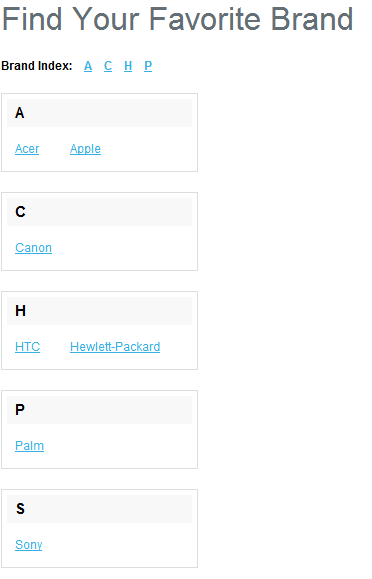 Find Your Favorite Brand
Brand Index: A C H P
A
Acer Apple
C
Canon
H
HTC Hewlett-Packard
P
Palm
S
Sony